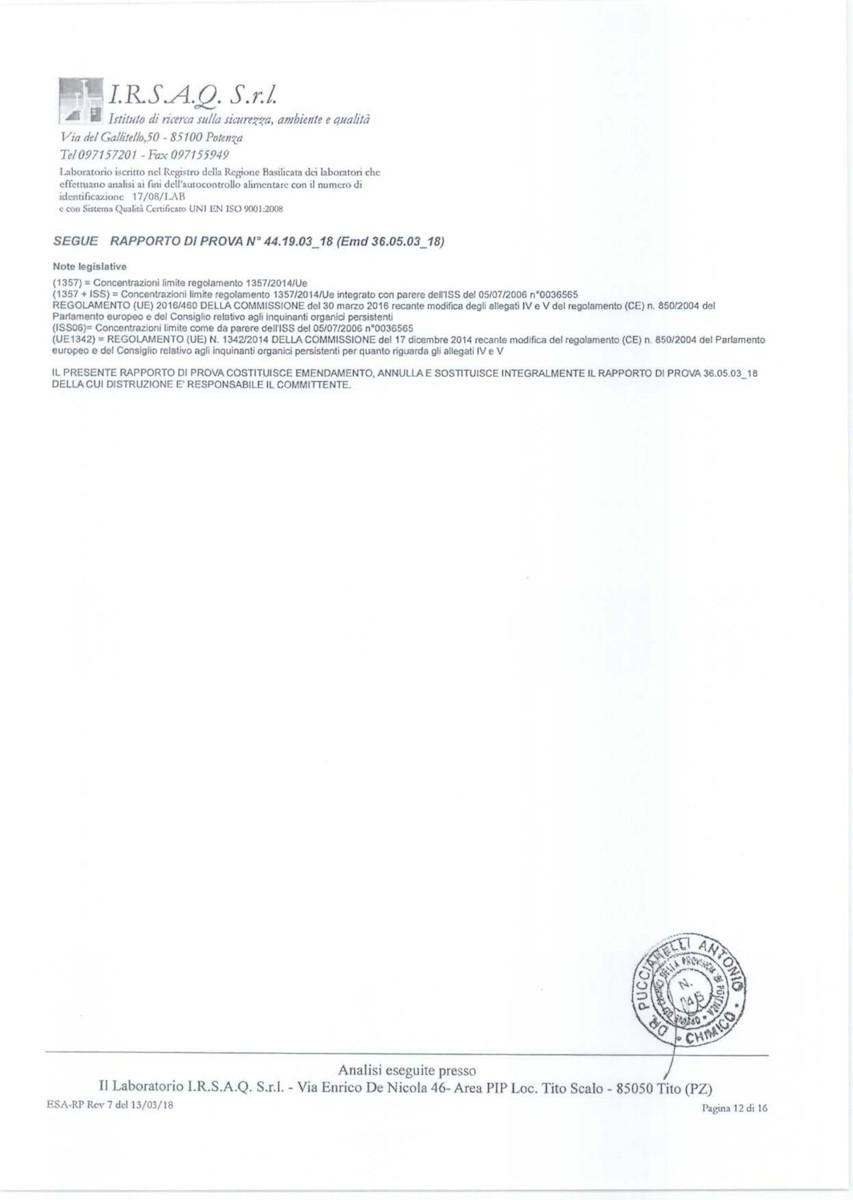 I.R.S.A.Q. S.r.l.
Istituto di ricerca sulla sicurezza, ambiente e qualità
Via del Gallitello,50 - 85100 Potenza
Tel 097157201 - Fax 097155949
Laboratorio iscritto nel Registro della Regione Basilicata dei laboratori che
effettuano analisi ai fini dell'autocontrollo alimentare con il numero di
identificazione 17/08/LAB
e con Sistema Qualità Certificato UNI EN ISO 9001:2008
SEGUE RAPPORTO DI PROVA N° 44.19.03_18 (Emd 36.05.03_18)
Note legislative
(1357) = Concentrazioni limite regolamento 1357/2014/Ue
(1357 + ISS) = Concentrazioni limite regolamento 1357/2014/Ue integrato con parere dell'ISS del 05/07/2006 n°0036565
REGOLAMENTO (UE) 2016/460 DELLA COMMISSIONE del 30 marzo 2016 recante modifica degli allegati IV e V del regolamento (CE) n. 850/2004 del
Parlamento europeo e del Consiglio relativo agli inquinanti organici persistenti
(ISS06)= Concentrazioni limite come da parere dell'ISS del 05/07/2006 n°0036565
(UE1342) = REGOLAMENTO (UE) N. 1342/2014 DELLA COMMISSIONE del 17 dicembre 2014 recante modifica del regolamento (CE) n. 850/2004 del Parlamento
europeo e del Consiglio relativo agli inquinanti organici persistenti per quanto riguarda gli allegati IV e V
IL PRESENTE RAPPORTO DI PROVA COSTITUISCE EMENDAMENTO, ANNULLA E SOSTITUISCE INTEGRALMENTE IL RAPPORTO DI PROVA 36.05.03_18
DELLA CUI DISTRUZIONE E' RESPONSABILE IL COMMITTENTE.
DR. PUCCIANELLI ANTONIO
CHIMICO
N.
Analisi eseguite presso
Il Laboratorio I.R.S.A.Q. S.r.l. - Via Enrico De Nicola 46- Area PIP Loc. Tito Scalo - 85050 Tito (PZ)
ESA-RP Rev 7 del 13/03/18
Pagina 12 di 16